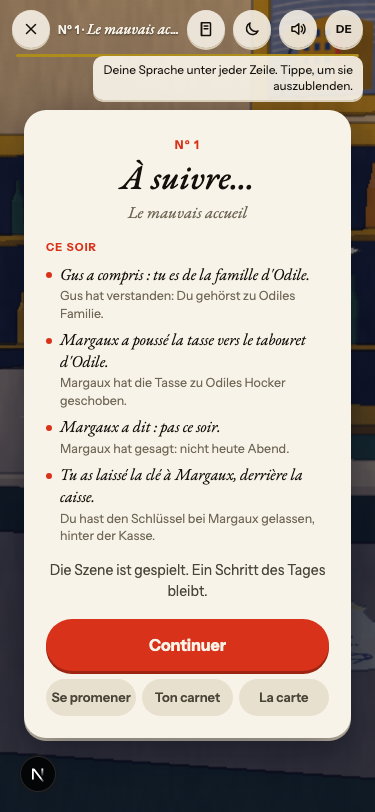 Nº 1 · Le mauvais ac...
DE
Deine Sprache unter jeder Zeile. Tippe, um sie
auszublenden.
Nº 1
À suivre...
Le mauvais accueil
CE SOIR
Gus a compris : tu es de la famille d'Odile.
Gus hat verstanden: Du gehörst zu Odiles
Familie.
Margaux a poussé la tasse vers le tabouret
d'Odile.
Margaux hat die Tasse zu Odiles Hocker
geschoben.
Margaux a dit : pas ce soir.
Margaux hat gesagt: nicht heute Abend.
Tu as laissé la clé à Margaux, derrière la
caisse.
Du hast den Schlüssel bei Margaux gelassen,
hinter der Kasse.
Die Szene ist gespielt. Ein Schritt des Tages
bleibt.
Continuer
Se promener
Ton carnet
La carte
N